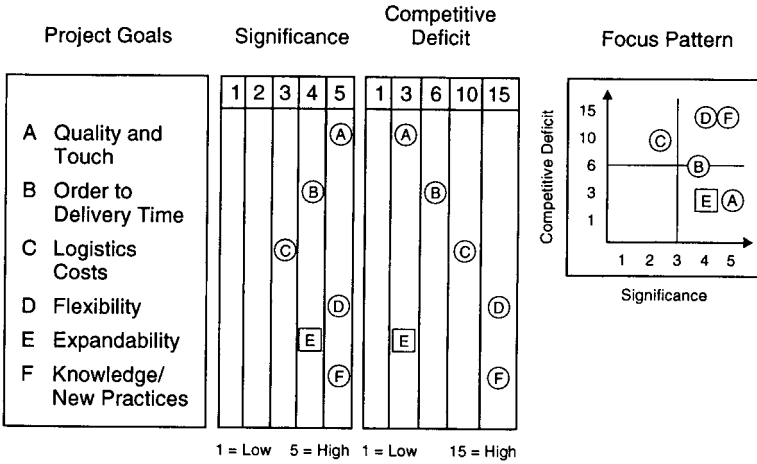 Project Goals
Significance
Competitive
Deficit
Focus Pattern
1 2 3 4 5
1 3 6 10 15
A Quality and
Touch
A
A
B Order to
Delivery Time
B
B
C Logistics
Costs
C
C
D Flexibility
D
D
E Expandability
E
E
F Knowledge/
New Practices
F
F
1 = Low 5 = High
1 = Low 15 = High
Competitive Deficit
15
10
6
3
1
D F
C
B
E A
1 2 3 4 5
Significance